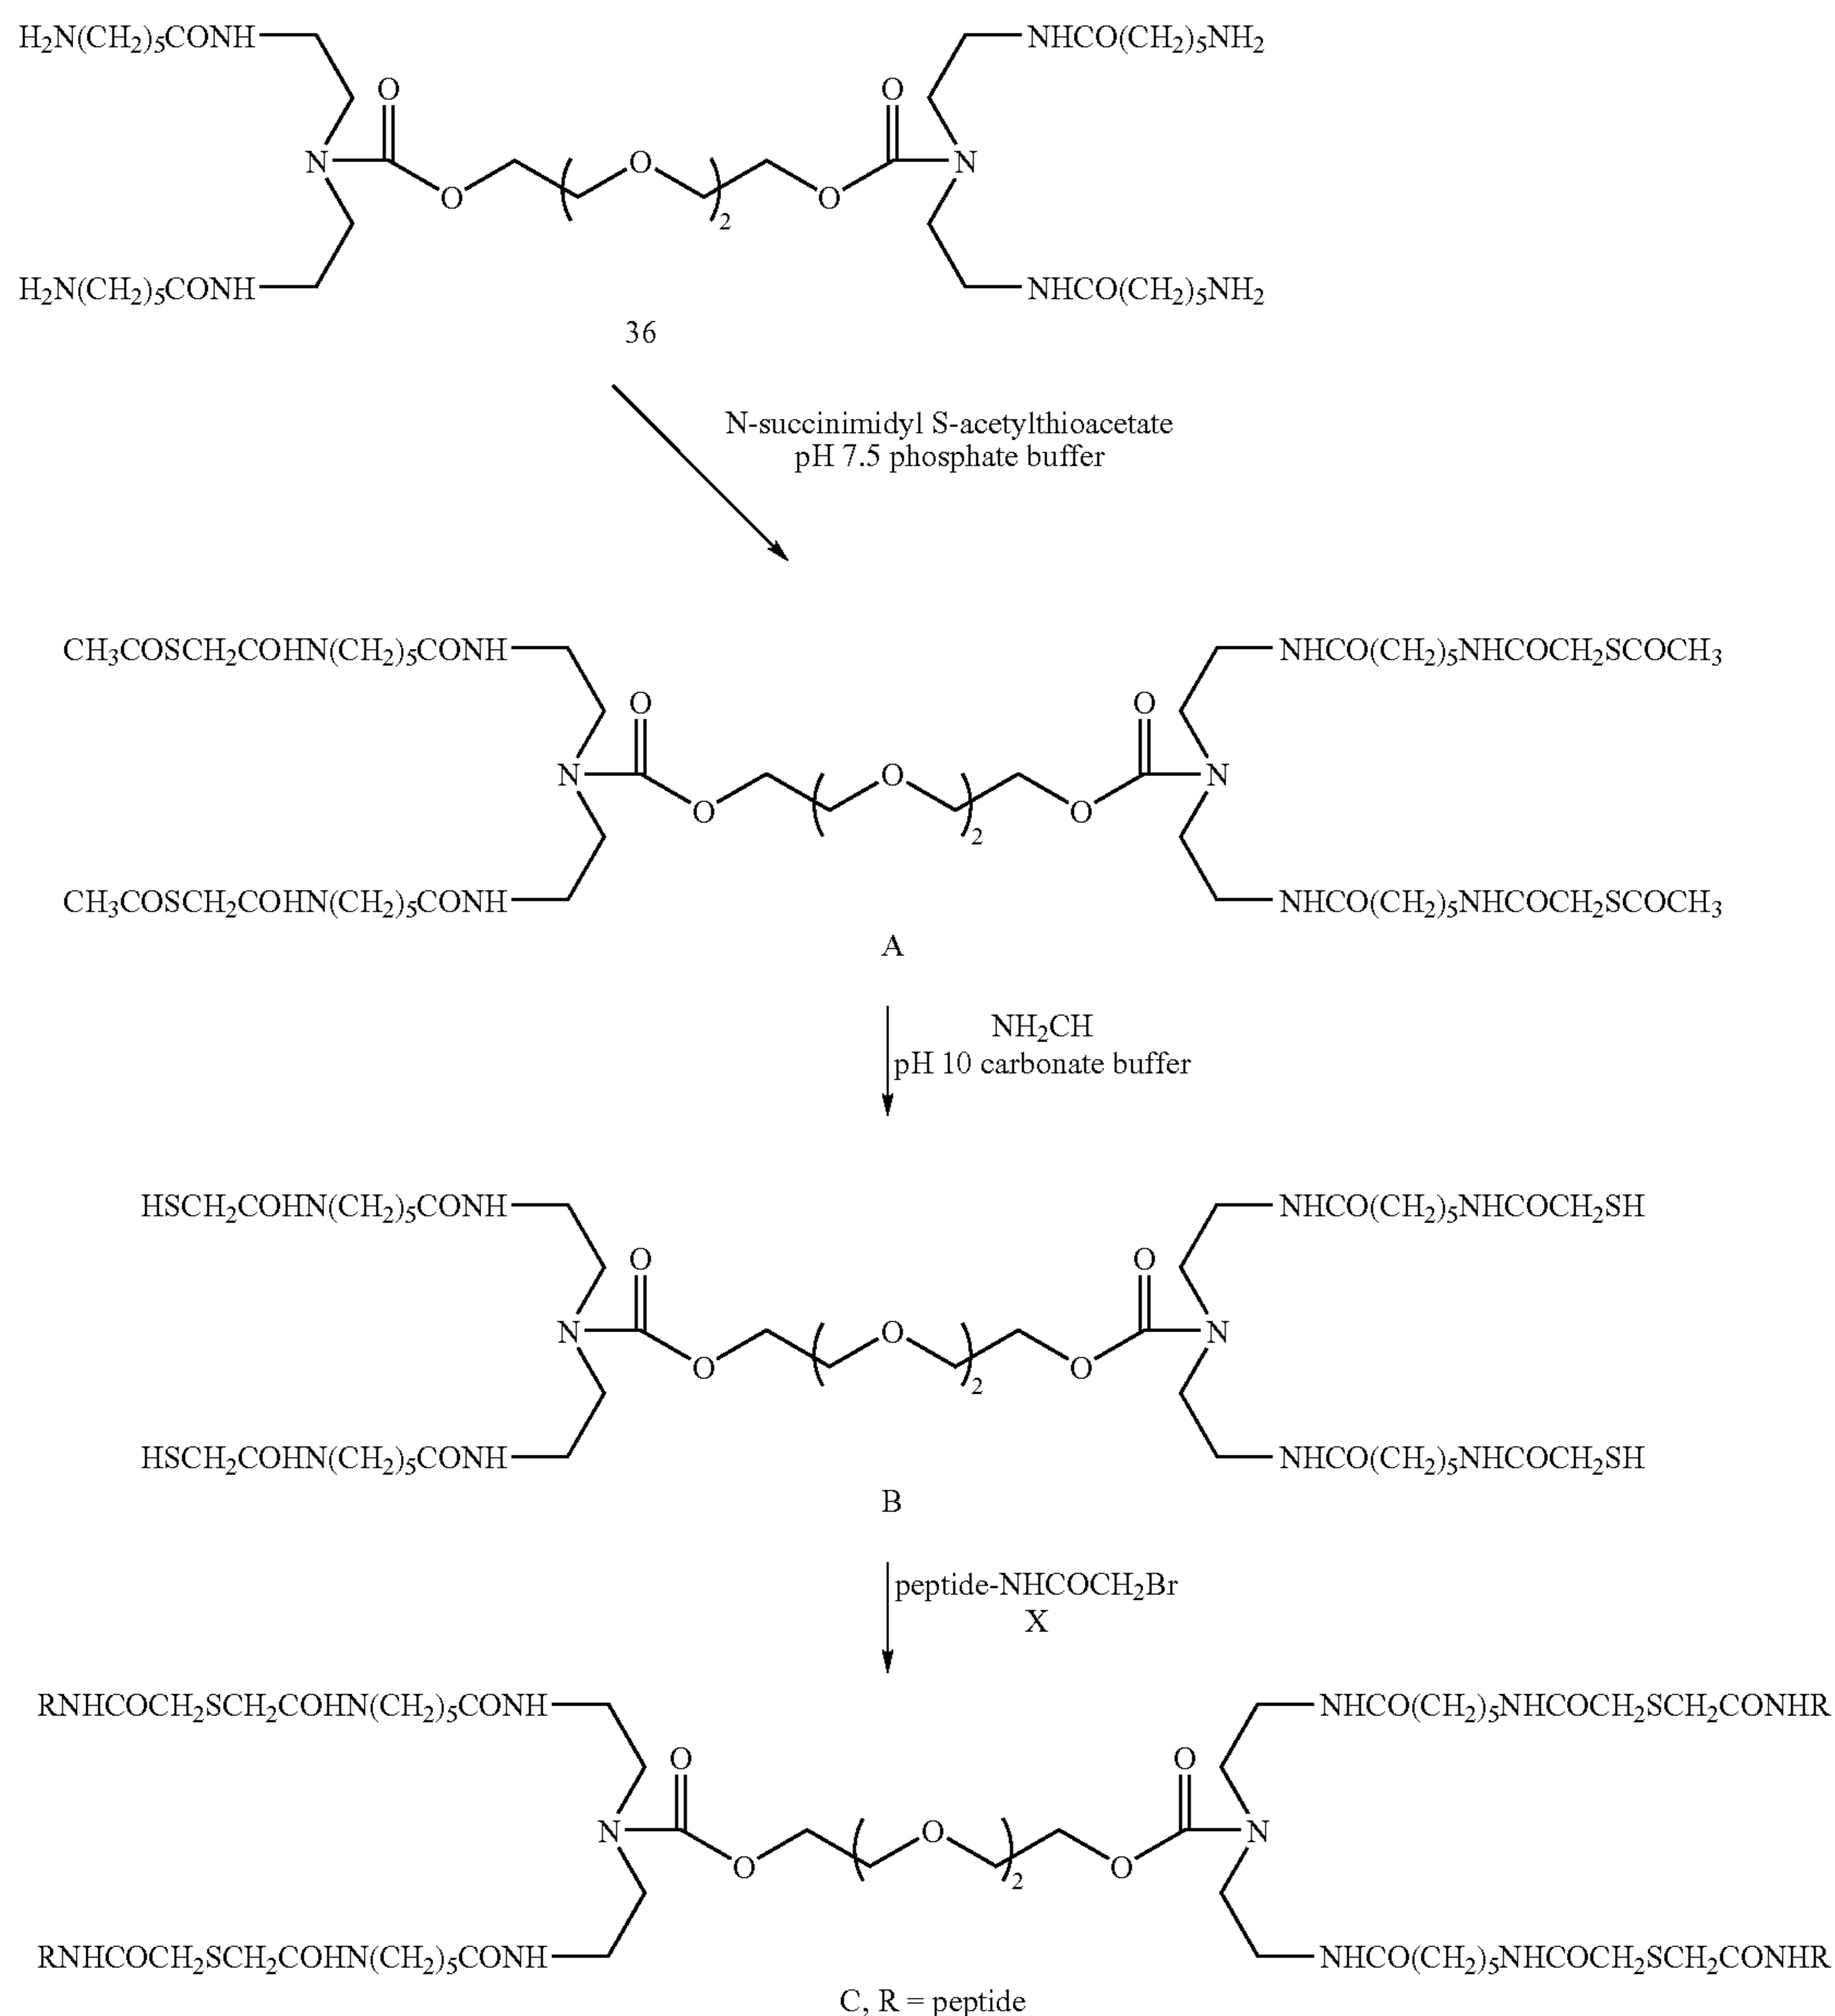 H2N(CH2)5CONH NHCO(CH2)5NH2
O O
N O O O N
2
H2N(CH2)5CONH NHCO(CH2)5NH2
36
N-succinimidyl S-acetylthioacetate
pH 7.5 phosphate buffer
CH3COSCH2COHN(CH2)5CONH NHCO(CH2)5NHCOCH2SCOCH3
O O
N O O O N
2
CH3COSCH2COHN(CH2)5CONH NHCO(CH2)5NHCOCH2SCOCH3
A
NH2CH
pH 10 carbonate buffer
HSCH2COHN(CH2)5CONH NHCO(CH2)5NHCOCH2SH
O O
N O O O N
2
HSCH2COHN(CH2)5CONH NHCO(CH2)5NHCOCH2SH
B
peptide-NHCOCH2Br
X
RNHCOCH2SCH2COHN(CH2)5CONH NHCO(CH2)5NHCOCH2SCH2CONHR
O O
N O O O N
2
RNHCOCH2SCH2COHN(CH2)5CONH NHCO(CH2)5NHCOCH2SCH2CONHR
C, R = peptide